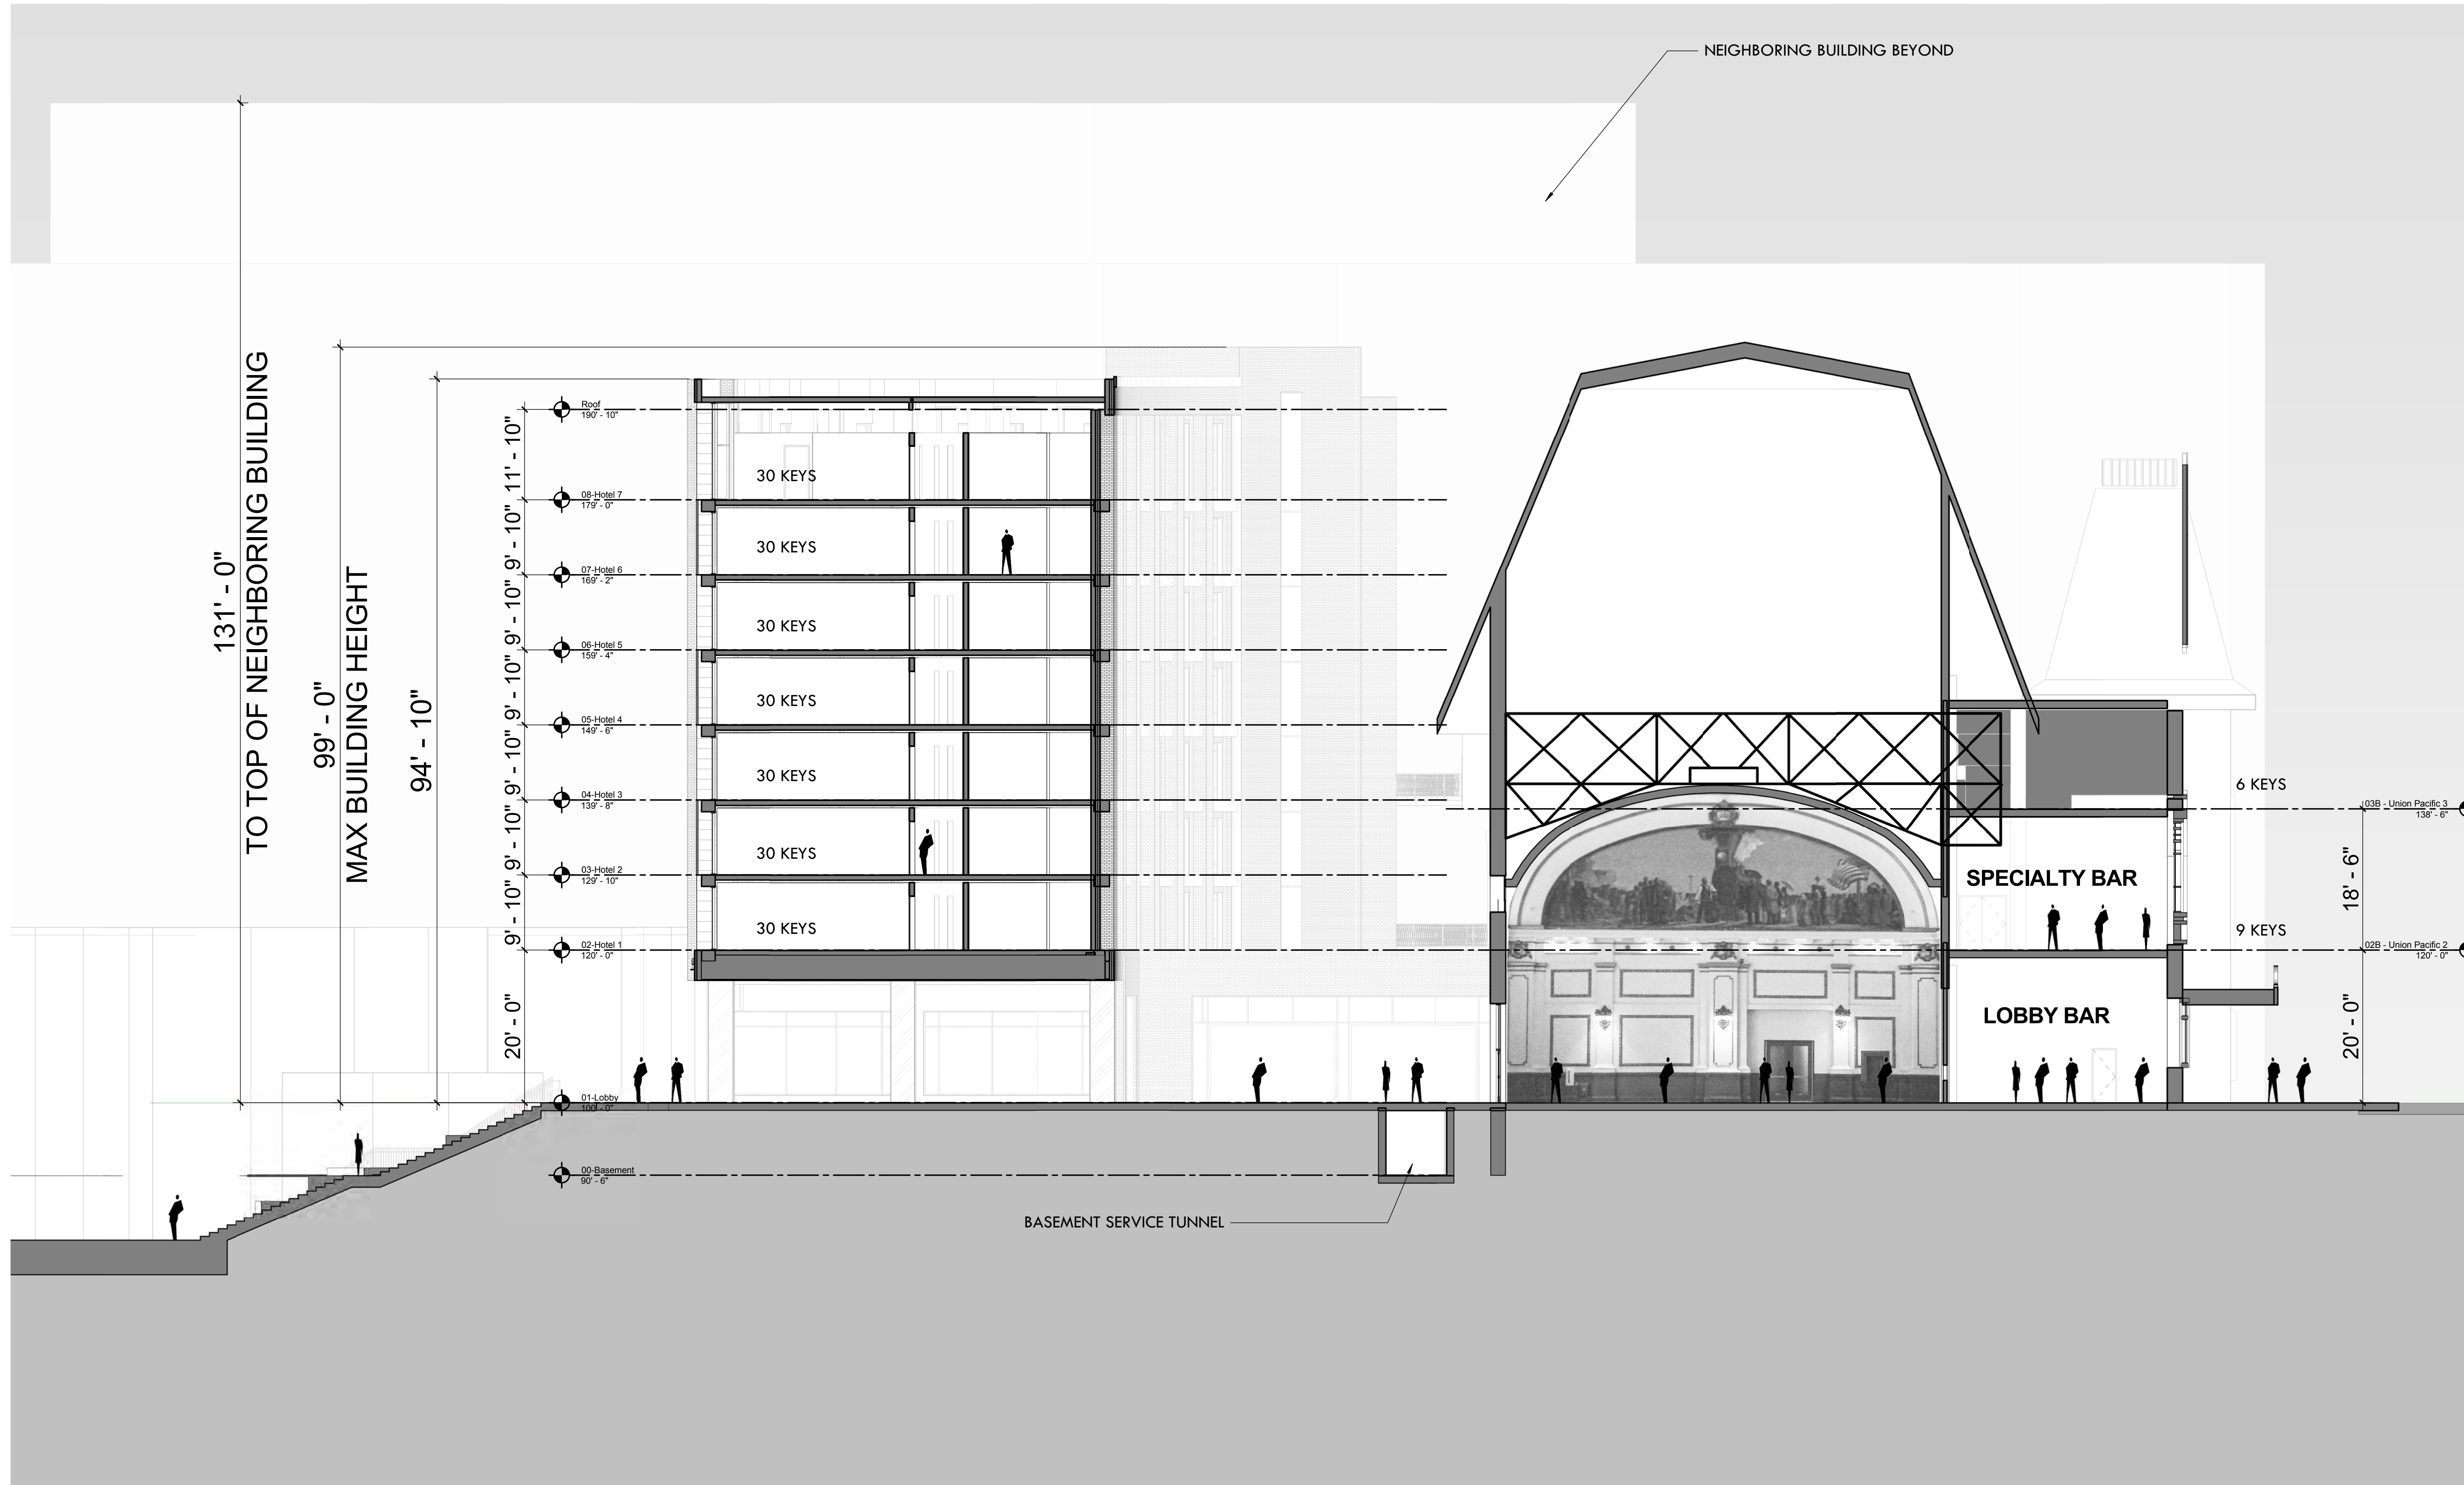 NEIGHBORING BUILDING BEYOND
131' - 0"
TO TOP OF NEIGHBORING BUILDING
99' - 0"
MAX BUILDING HEIGHT
94' - 10"
11' - 10"
9' - 10"
9' - 10"
9' - 10"
9' - 10"
9' - 10"
9' - 10"
20' - 0"
Roof
190' - 10"
08-Hotel 7
179' - 0"
07-Hotel 6
169' - 2"
06-Hotel 5
159' - 4"
05-Hotel 4
149' - 6"
04-Hotel 3
139' - 8"
03-Hotel 2
129' - 10"
02-Hotel 1
120' - 0"
01-Lobby
100' - 0"
00-Basement
90' - 6"
30 KEYS
30 KEYS
30 KEYS
30 KEYS
30 KEYS
30 KEYS
30 KEYS
BASEMENT SERVICE TUNNEL
SPECIALTY BAR
LOBBY BAR
6 KEYS
9 KEYS
03B - Union Pacific 3
138' - 6"
18' - 6"
02B - Union Pacific 2
120' - 0"
20' - 0"